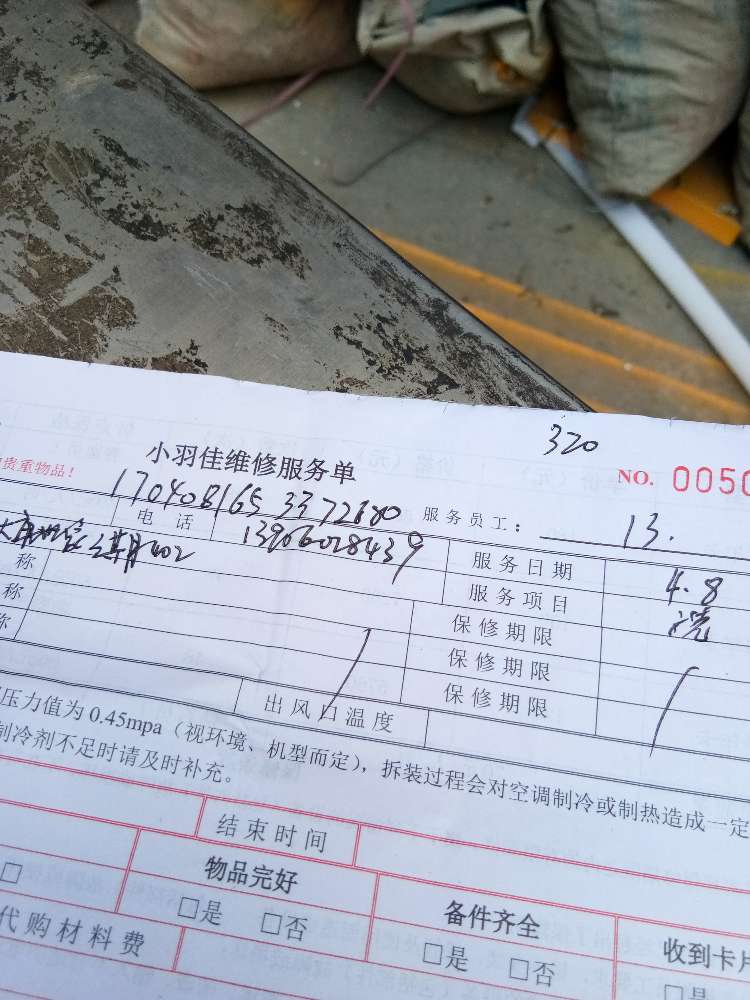 320
小羽佳维修服务单
NO. 0050
贵重物品！
1704081653372680
服务员工： 13.
电话 13906028439 服务日期 4.8
402
称 服务项目 洗
称 保修期限
称 保修期限
保修期限
出风口温度
压力值为0.45mpa（视环境、机型而定），拆装过程会对空调制冷或制热造成一定
制冷剂不足时请及时补充。
结束时间
物品完好 备件齐全 收到卡片
□ □是 □否 □是 □否 □是
代购材料费